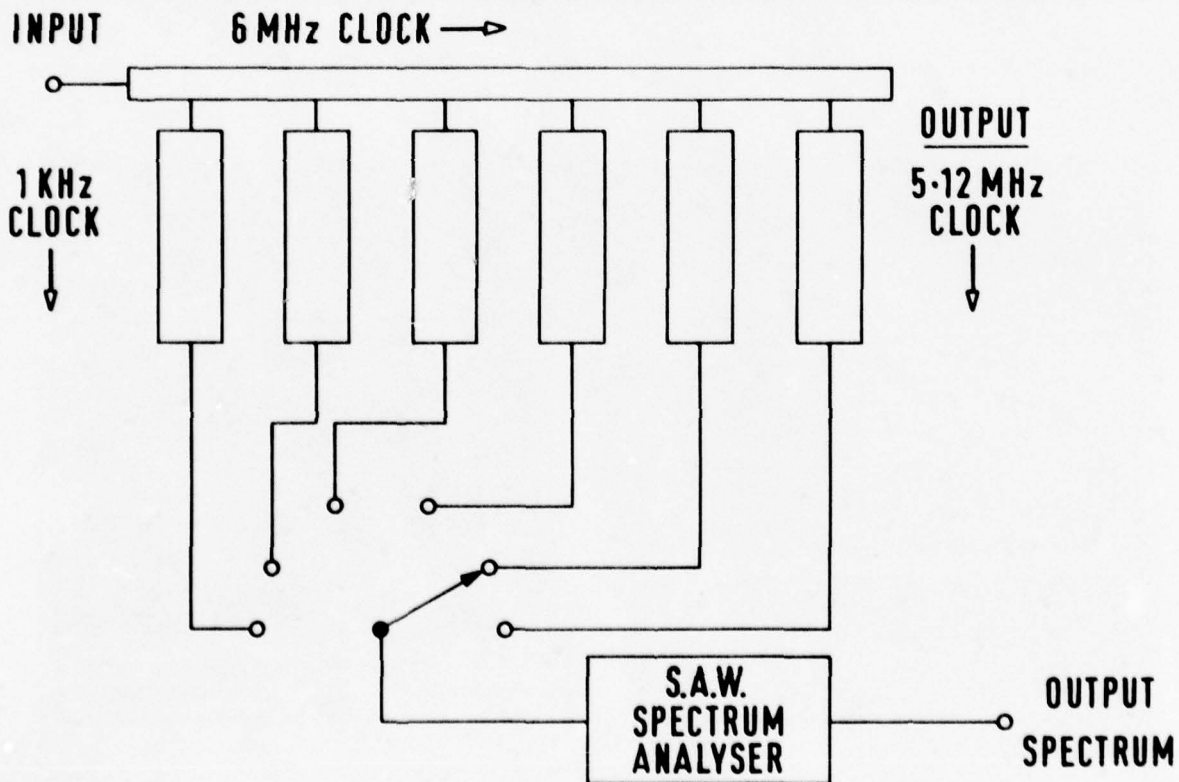 INPUT
6 MHz CLOCK
1 KHz
CLOCK
OUTPUT
5·12 MHz
CLOCK
S.A.W.
SPECTRUM
ANALYSER
OUTPUT
SPECTRUM